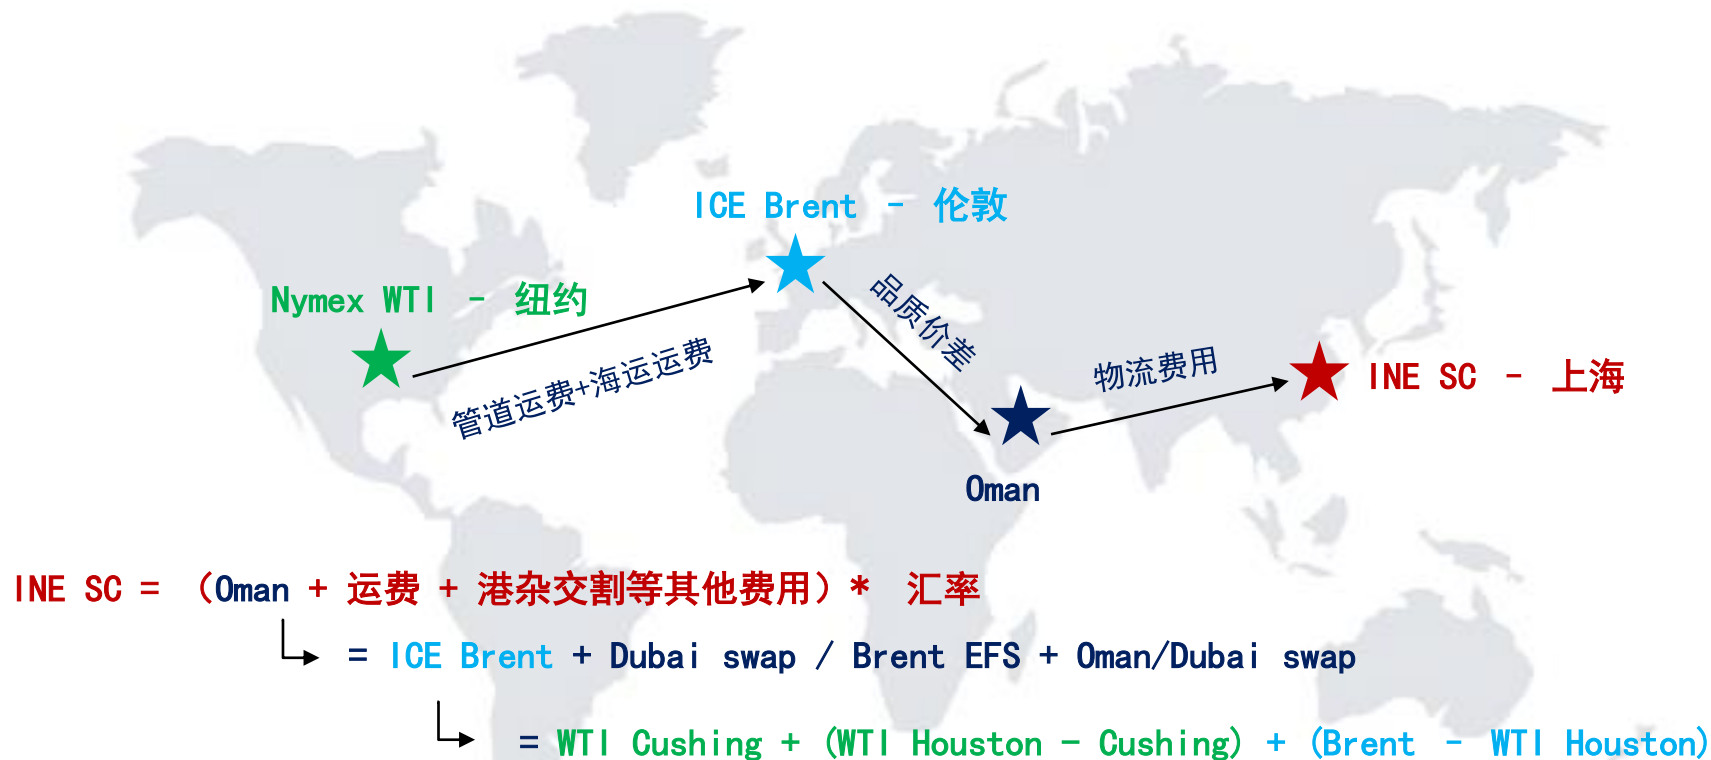 ICE Brent - 伦敦
Nymex WTI - 纽约
品质价差
管道运费+海运运费
物流费用
INE SC - 上海
Oman
INE SC = （Oman + 运费 + 港杂交割等其他费用）* 汇率
= ICE Brent + Dubai swap / Brent EFS + Oman/Dubai swap
= WTI Cushing + (WTI Houston - Cushing) + (Brent - WTI Houston)